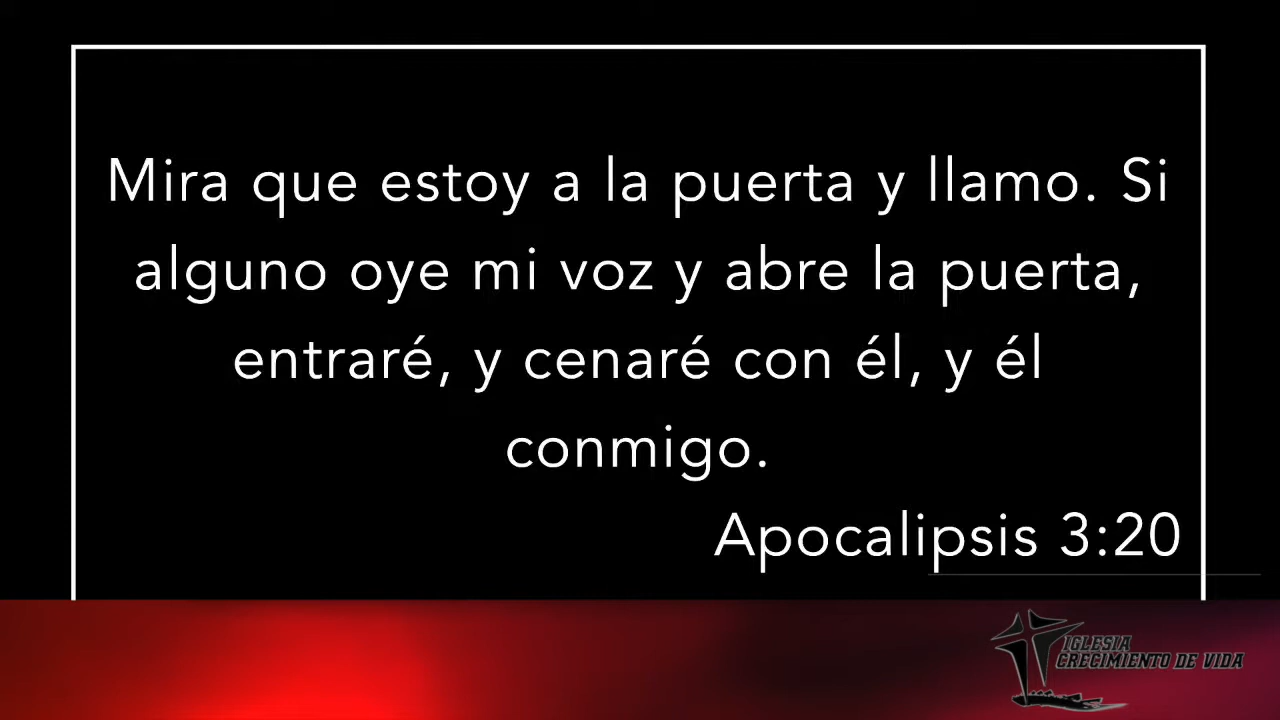 Mira que estoy a la puerta y llamo. Si
alguno oye mi voz y abre la puerta,
entraré, y cenaré con él, y él
conmigo.
Apocalipsis 3:20
IGLESIA
CRECIMIENTO DE VIDA